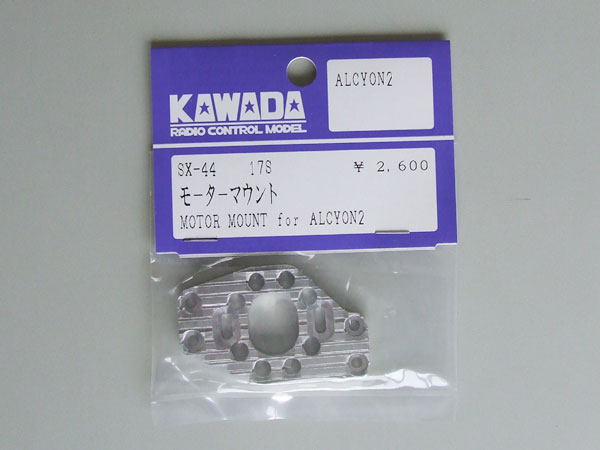 ALCYON2
KAWADA
RADIO CONTROL MODEL
SX-44 17S ¥ 2,600
モーターマウント
MOTOR MOUNT for ALCYON2